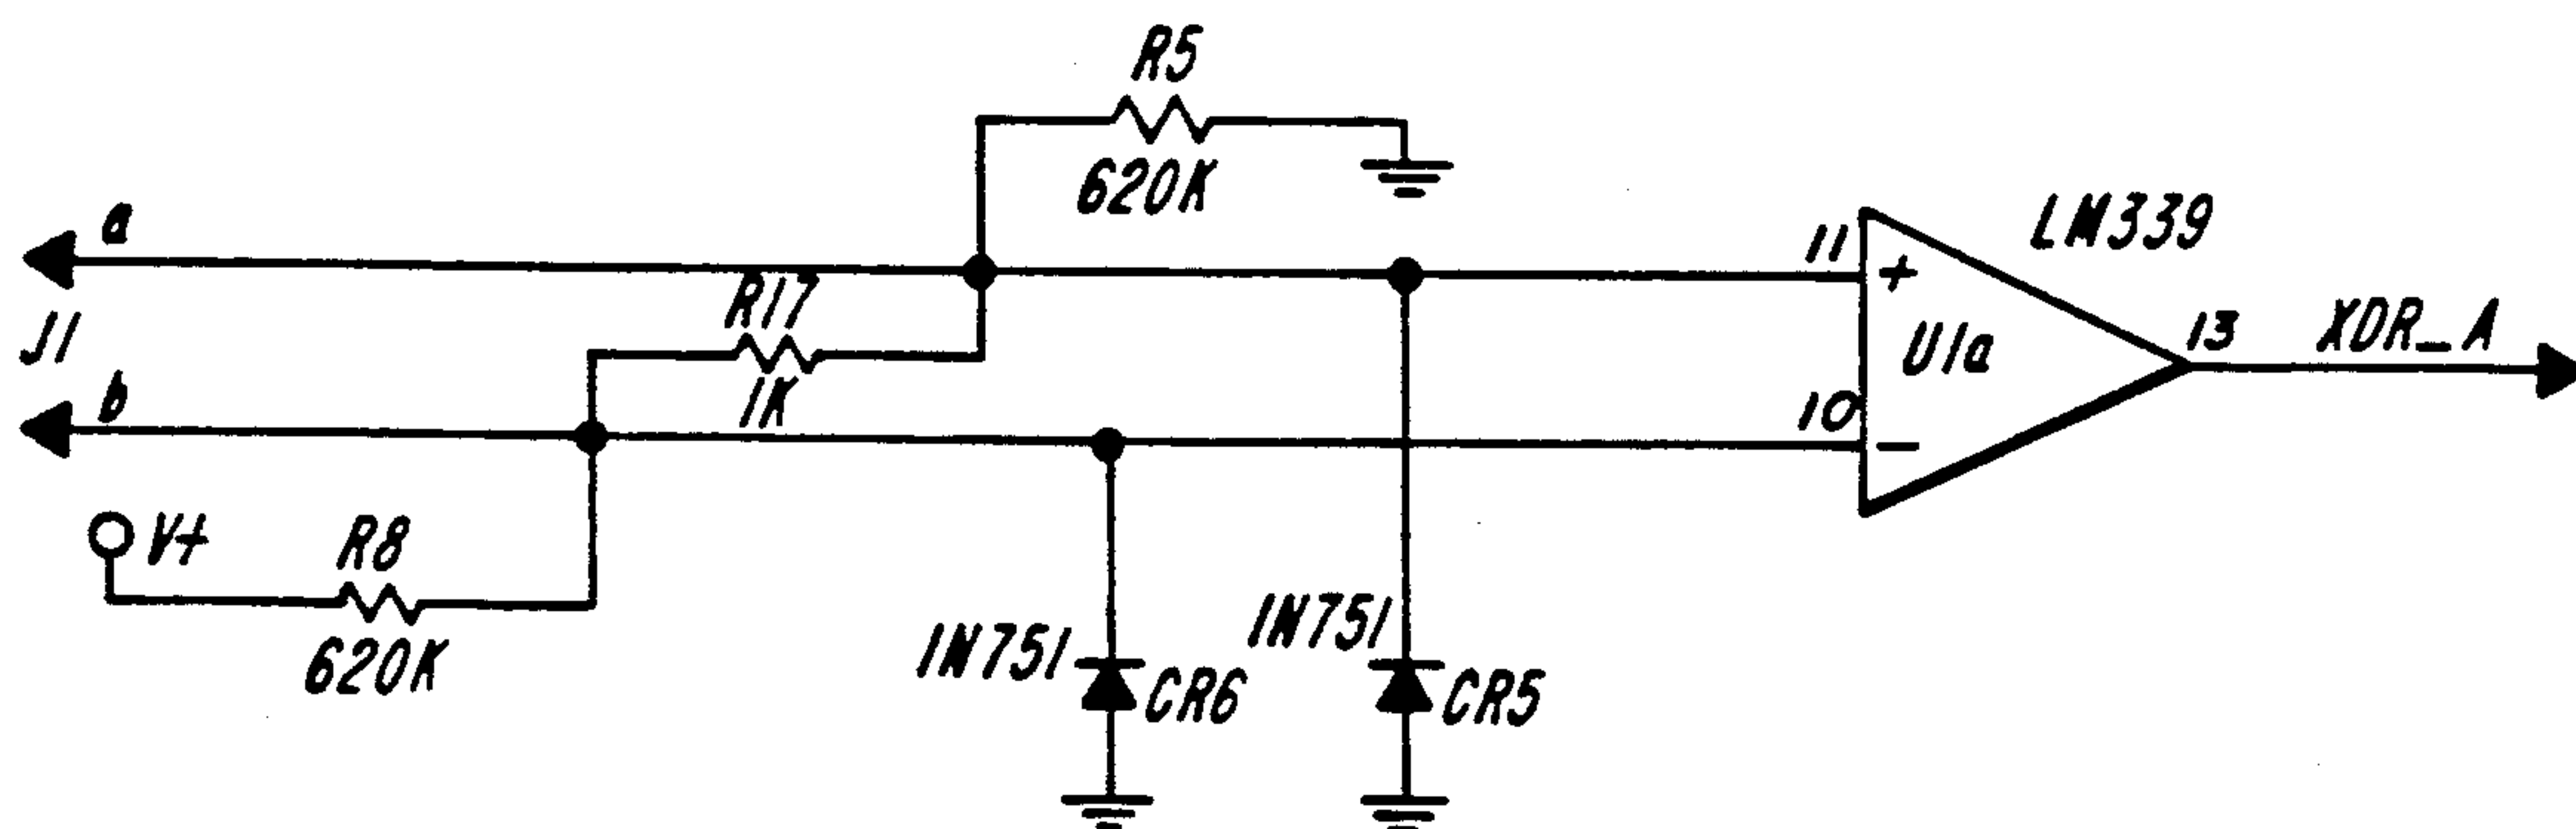 R5
620K
a
LM339
11
+
R17
J1
U1a
13
XDR_A
1K
b
10
−
V+
R8
620K
1N751
CR6
1N751
CR5